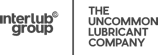 interlub®
group
THE
UNCOMMON
LUBRICANT
COMPANY